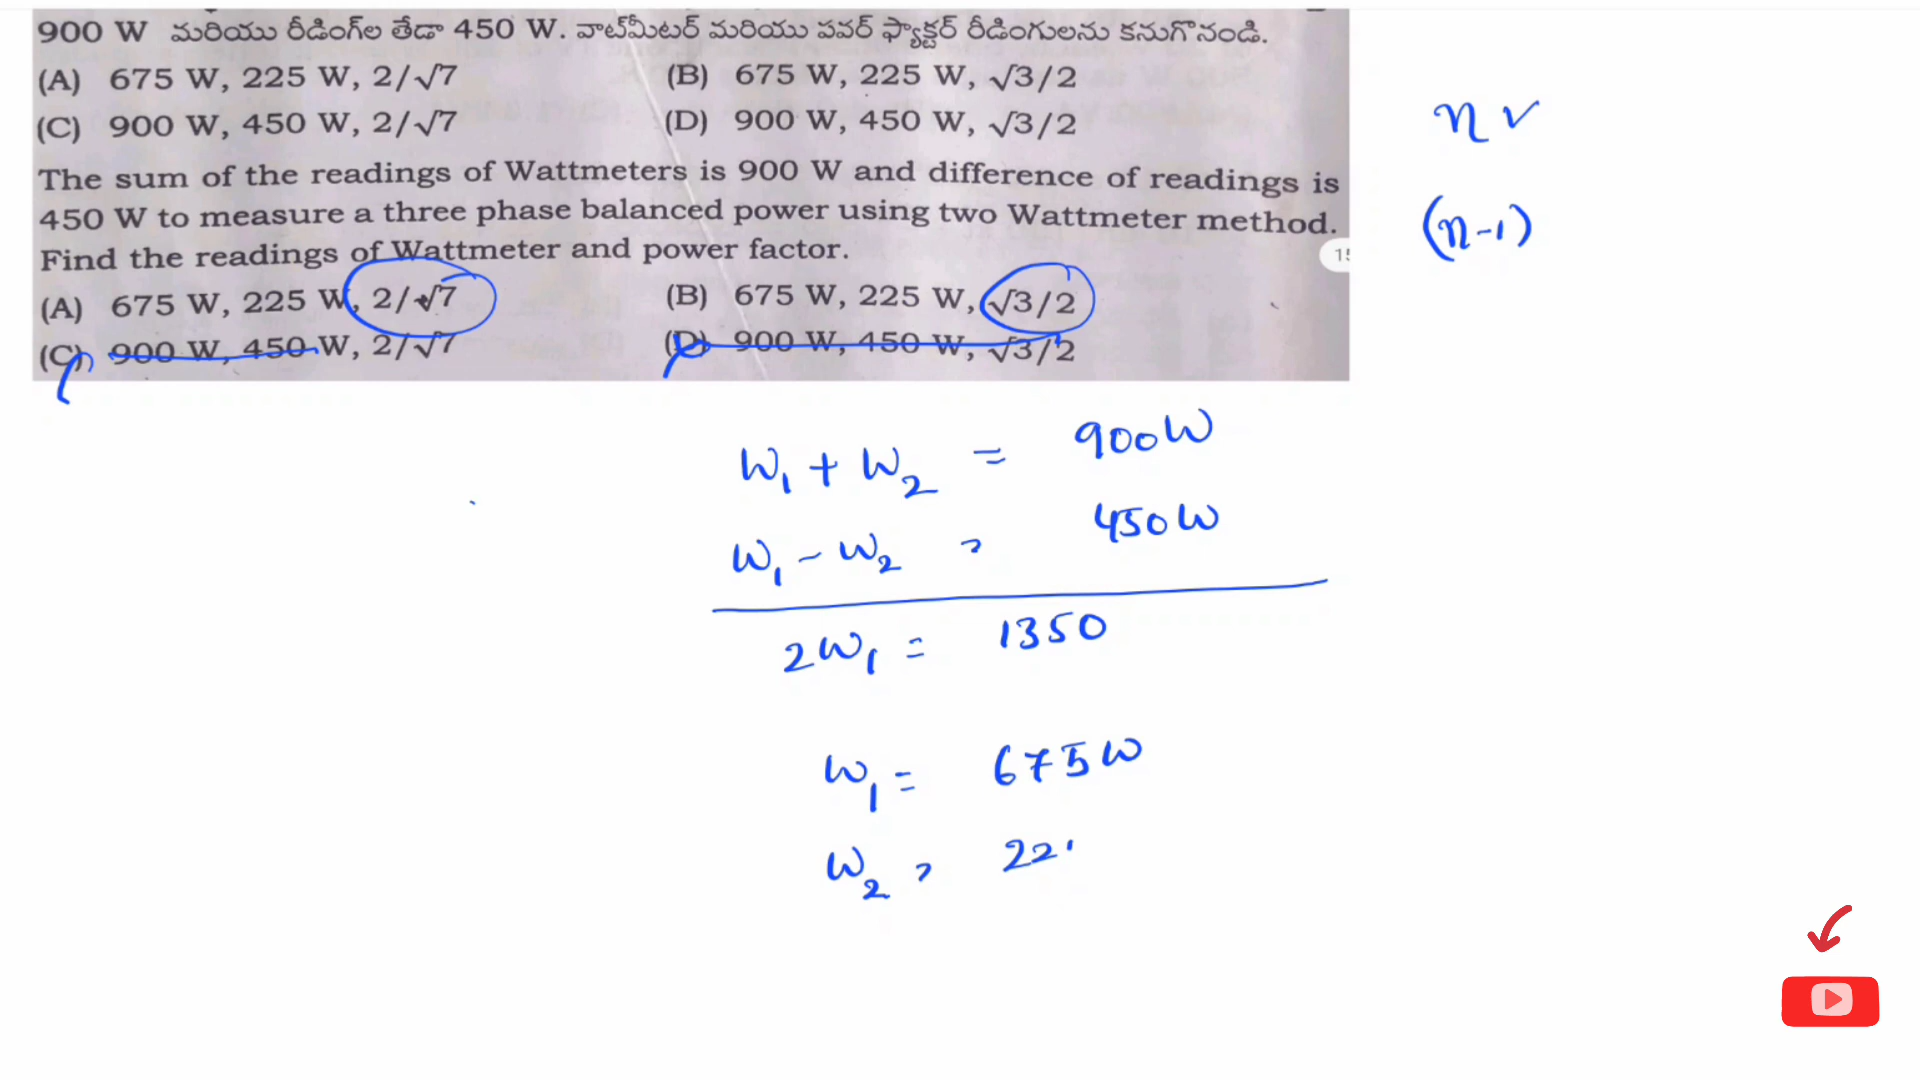 900 W మరియు రీడింగ్‌ల తేడా 450 W. వాట్‌మీటర్ మరియు పవర్ ఫ్యాక్టర్ రీడింగులను కనుగొనండి.
(A) 675 W, 225 W, 2/√7 (B) 675 W, 225 W, √3/2
(C) 900 W, 450 W, 2/√7 (D) 900 W, 450 W, √3/2
The sum of the readings of Wattmeters is 900 W and difference of readings is
450 W to measure a three phase balanced power using two Wattmeter method.
Find the readings of Wattmeter and power factor.
(A) 675 W, 225 W, 2/√7 (B) 675 W, 225 W, √3/2
(C) 900 W, 450 W, 2/√7 (D) 900 W, 450 W, √3/2
n ✓
(n-1)
W₁ + W₂ = 900W
W₁ - W₂ = 450W
2W₁ = 1350
W₁ = 675W
W₂ = 22